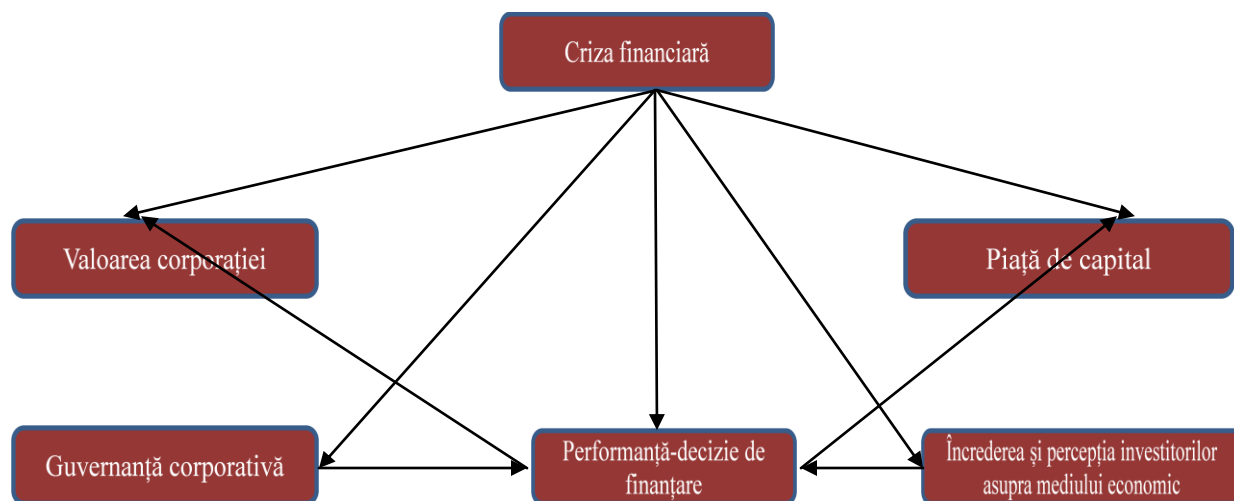 Criza financiară
Valoarea corporației
Piață de capital
Guvernanță corporativă
Performanță-decizie de
finanțare
Încrederea și percepția investitorilor
asupra mediului economic